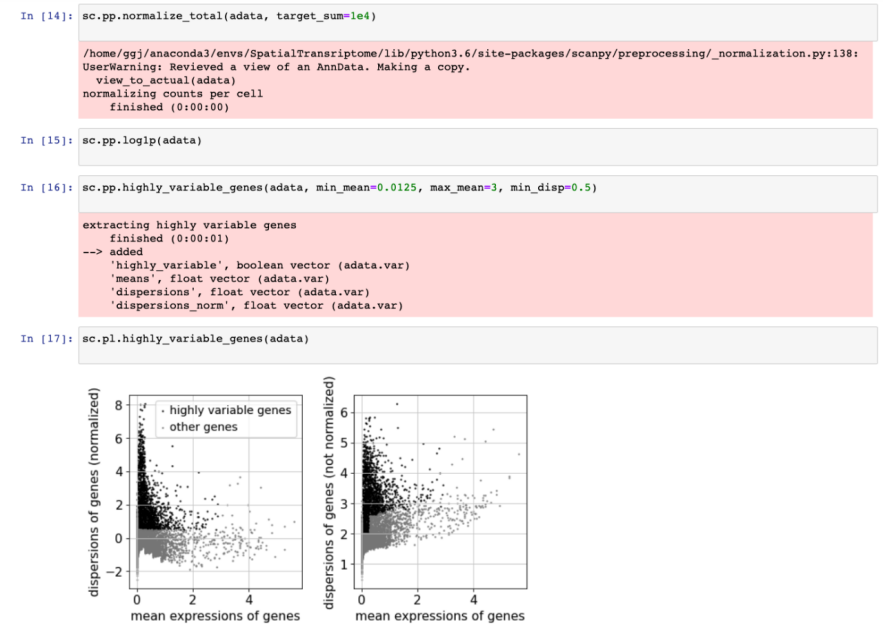 In [14]: sc.pp.normalize_total(adata, target_sum=1e4)
/home/ggj/anaconda3/envs/SpatialTransriptome/lib/python3.6/site-packages/scanpy/preprocessing/_normalization.py:138:
UserWarning: Revieved a view of an AnnData. Making a copy.
view_to_actual(adata)
normalizing counts per cell
finished (0:00:00)
In [15]: sc.pp.log1p(adata)
In [16]: sc.pp.highly_variable_genes(adata, min_mean=0.0125, max_mean=3, min_disp=0.5)
extracting highly variable genes
finished (0:00:01)
--> added
'highly_variable', boolean vector (adata.var)
'means', float vector (adata.var)
'dispersions', float vector (adata.var)
'dispersions_norm', float vector (adata.var)
In [17]: sc.pl.highly_variable_genes(adata)
dispersions of genes (normalized)
8
6
4
2
0
−2
highly variable genes
other genes
0 2 4
mean expressions of genes
dispersions of genes (not normalized)
6
5
4
3
2
1
0 2 4
mean expressions of genes